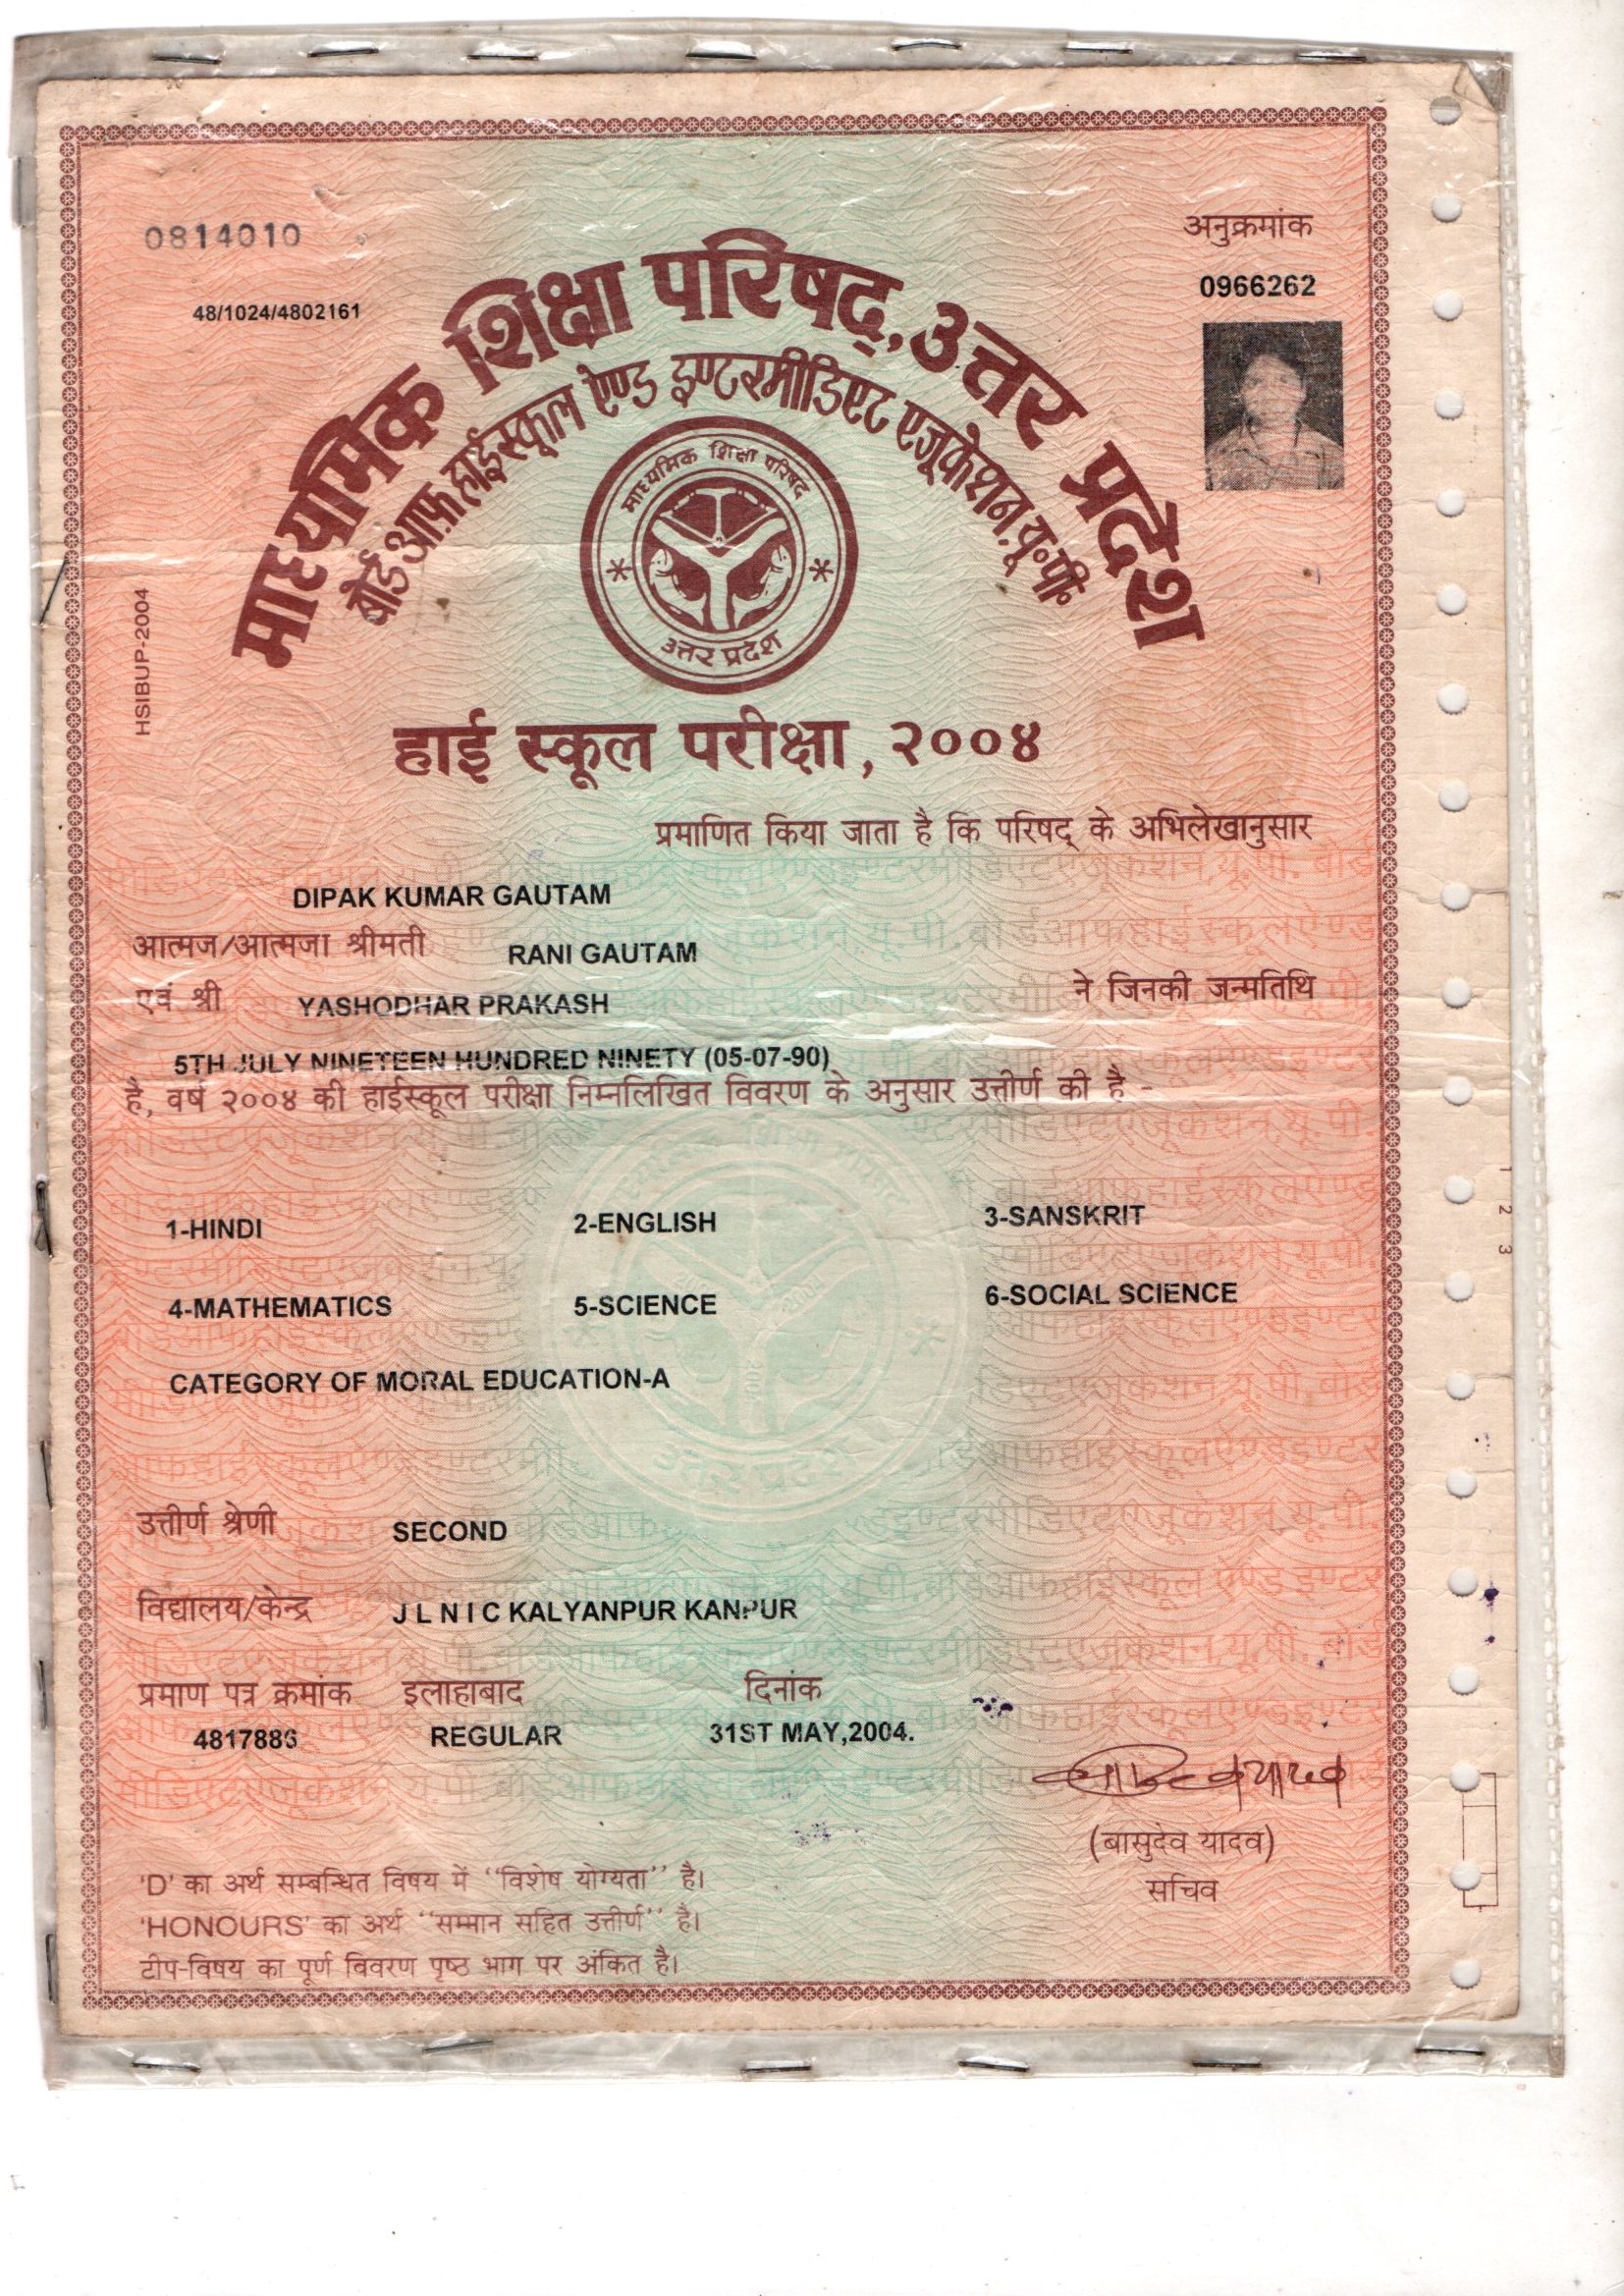 0814010
अनुक्रमांक
48/1024/4802161
0966262
माध्यमिक शिक्षा परिषद्, उत्तर प्रदेश
बोर्ड आफ़ हाईस्कूल ऐण्ड इण्टरमीडिएट एजूकेशन, यू॰पी॰
माध्यमिक शिक्षा परिषद
उत्तर प्रदेश
HSIBUP-2004
हाई स्कूल परीक्षा, २००४
प्रमाणित किया जाता है कि परिषद् के अभिलेखानुसार
DIPAK KUMAR GAUTAM
आत्मज/आत्मजा श्रीमती RANI GAUTAM
एवं श्री YASHODHAR PRAKASH ने जिनकी जन्मतिथि
5TH JULY NINETEEN HUNDRED NINETY (05-07-90)
है, वर्ष २००४ की हाईस्कूल परीक्षा निम्नलिखित विवरण के अनुसार उत्तीर्ण की है -
1-HINDI 2-ENGLISH 3-SANSKRIT
4-MATHEMATICS 5-SCIENCE 6-SOCIAL SCIENCE
CATEGORY OF MORAL EDUCATION-A
उत्तीर्ण श्रेणी SECOND
विद्यालय/केन्द्र J L N I C KALYANPUR KANPUR
प्रमाण पत्र क्रमांक इलाहाबाद दिनांक
4817886 REGULAR 31ST MAY,2004.
(बासुदेव यादव)
सचिव
'D' का अर्थ सम्बन्धित विषय में "विशेष योग्यता" है।
'HONOURS' का अर्थ "सम्मान सहित उत्तीर्ण" है।
टीप-विषय का पूर्ण विवरण पृष्ठ भाग पर अंकित है।
1 2 3